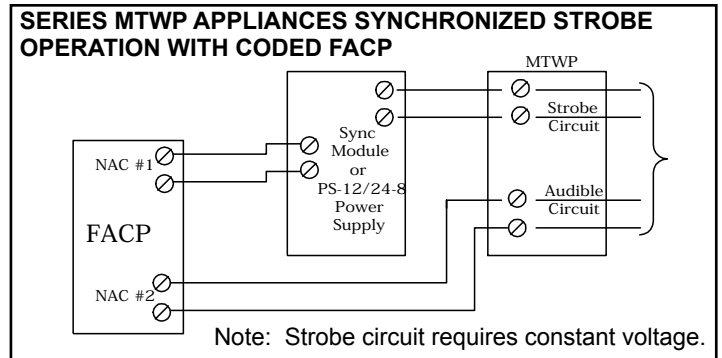 SERIES MTWP APPLIANCES SYNCHRONIZED STROBE
OPERATION WITH CODED FACP
MTWP
Strobe
Circuit
Sync
Module
or
PS-12/24-8
Power
Supply
NAC #1
Audible
Circuit
FACP
NAC #2
Note: Strobe circuit requires constant voltage.